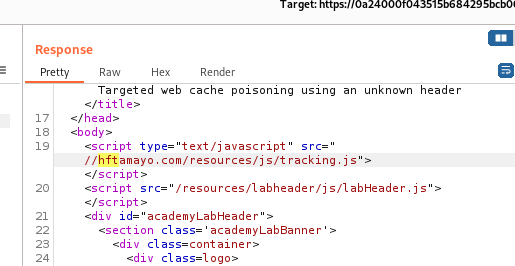 Target: https://0a24000f043515b684295bcb0
Response
Pretty Raw Hex Render
Targeted web cache poisoning using an unknown header
</title>
17 </head>
18 <body>
19 <script type="text/javascript" src="
//hftamayo.com/resources/js/tracking.js">
</script>
20 <script src="/resources/labheader/js/labHeader.js">
</script>
21 <div id="academyLabHeader">
22 <section class='academyLabBanner'>
23 <div class=container>
24 <div class=logo>